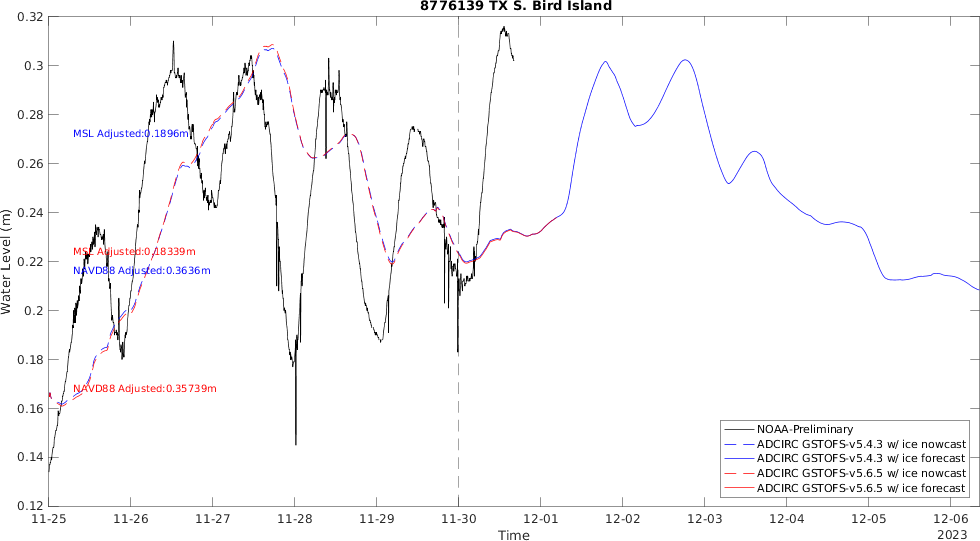 8776139 TX S. Bird Island
0.32
0.3
0.28
0.26
0.24
0.22
0.2
0.18
0.16
0.14
0.12
Water Level (m)
MSL Adjusted:0.1896m
MSL Adjusted:0.18339m
NAVD88 Adjusted:0.3636m
NAVD88 Adjusted:0.35739m
NOAA-Preliminary
ADCIRC GSTOFS-v5.4.3 w/ ice nowcast
ADCIRC GSTOFS-v5.4.3 w/ ice forecast
ADCIRC GSTOFS-v5.6.5 w/ ice nowcast
ADCIRC GSTOFS-v5.6.5 w/ ice forecast
11-25 11-26 11-27 11-28 11-29 11-30 12-01 12-02 12-03 12-04 12-05 12-06
Time
2023